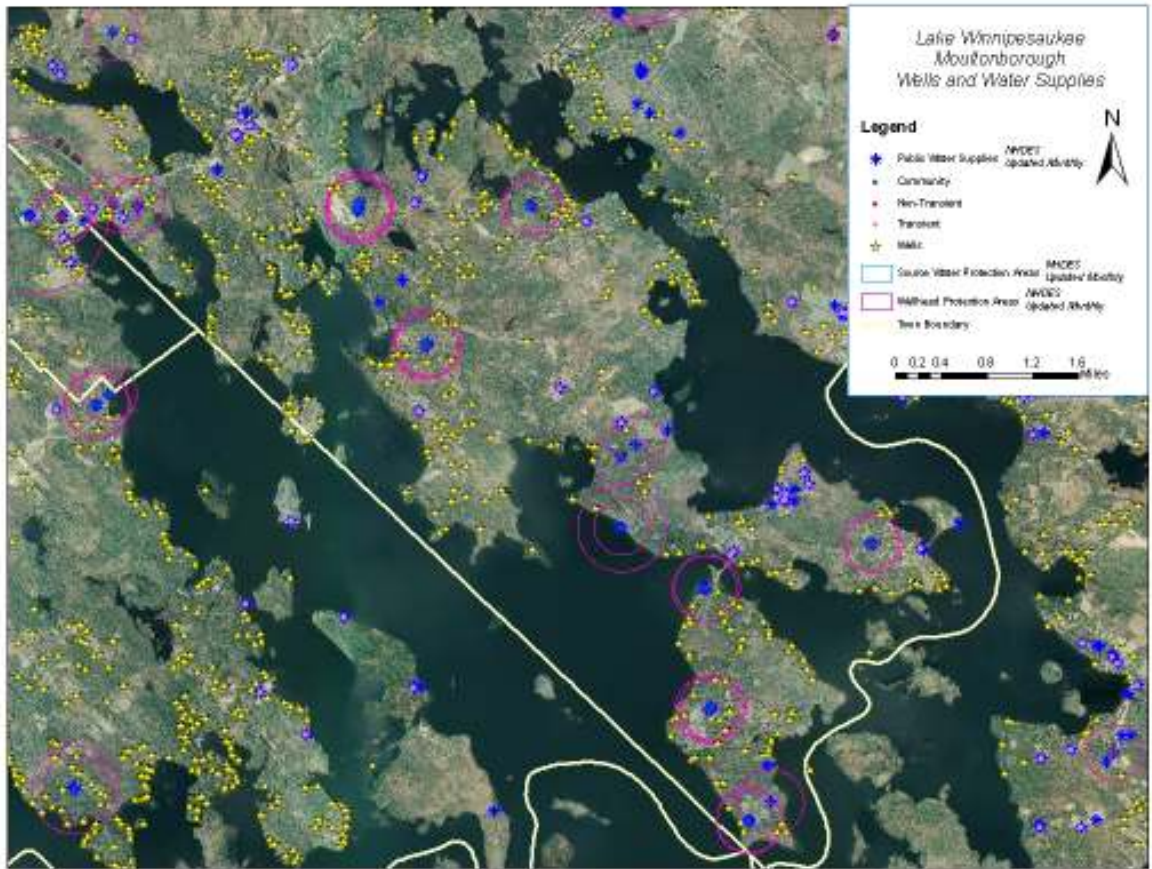 Lake Winnipesaukee
Moultonborough
Wells and Water Supplies
N
Legend
Public Water Supplies NHDES Updated Monthly
Community
Non-Transient
Transient
Wells
Source Water Protection Areas NHDES Updated Monthly
Wellhead Protection Areas NHDES Updated Monthly
Town Boundary
0 0.2 0.4 0.8 1.2 1.6
Miles